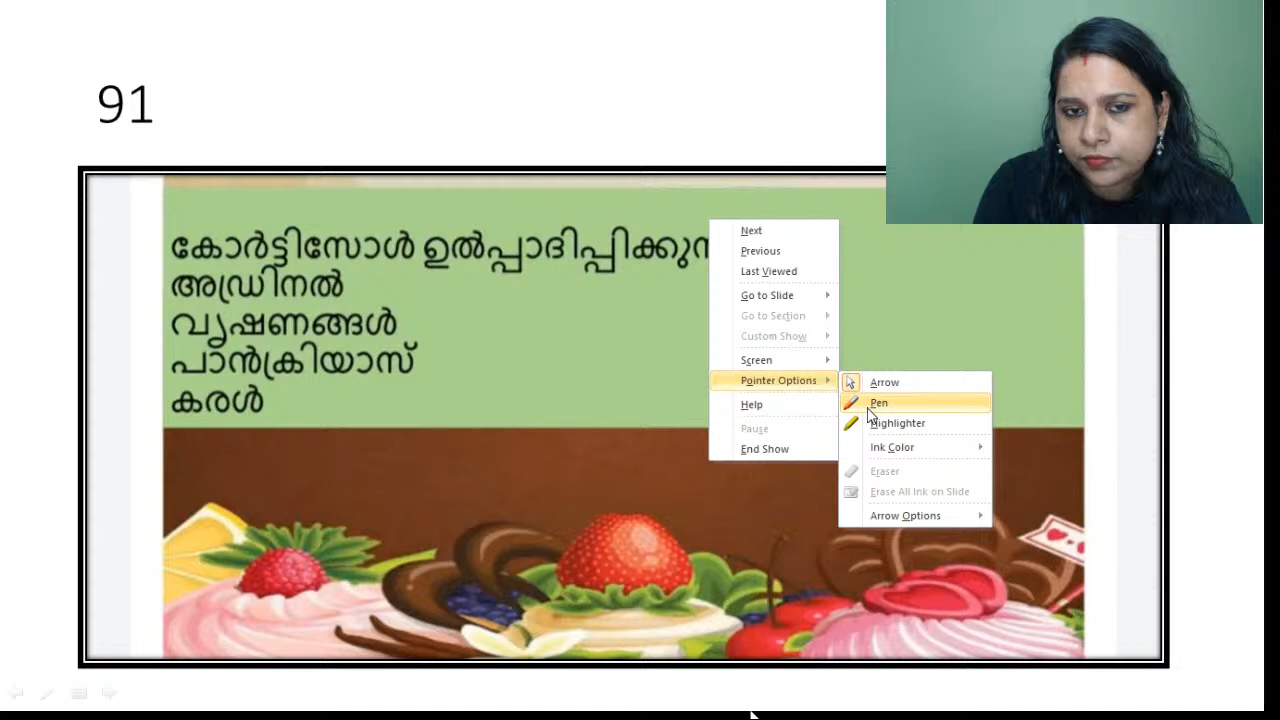 91
കോർട്ടിസോൾ ഉൽപ്പാദിപ്പിക്കുന
അഡ്രിനൽ
വൃഷണങ്ങൾ
പാൻക്രിയാസ്
കരൾ
Next
Previous
Last Viewed
Go to Slide
Go to Section
Custom Show
Screen
Pointer Options
Help
Pause
End Show
Arrow
Pen
Highlighter
Ink Color
Eraser
Erase All Ink on Slide
Arrow Options